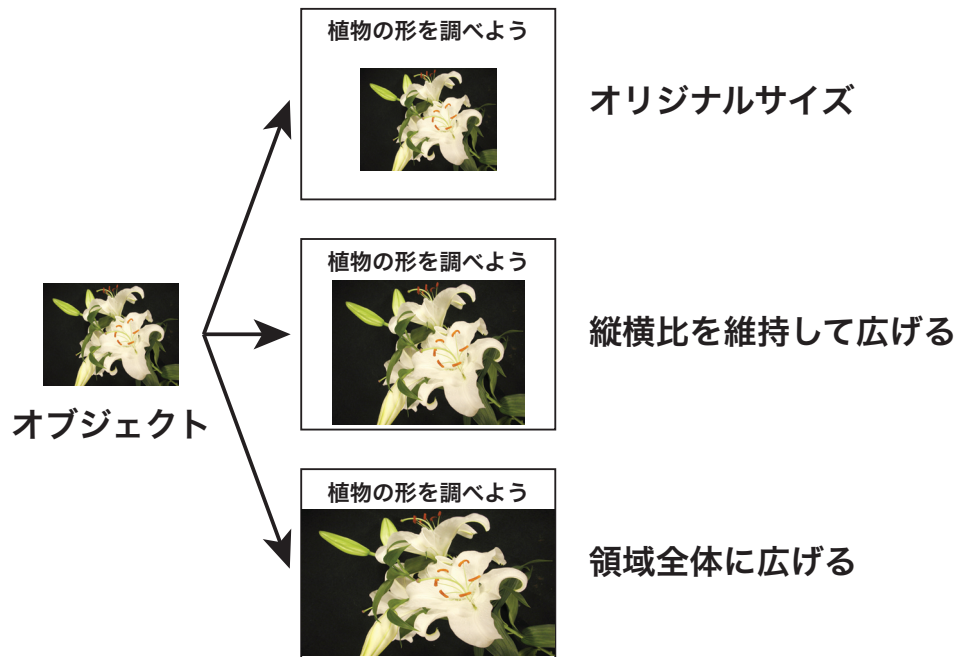 植物の形を調べよう
オリジナルサイズ
植物の形を調べよう
縦横比を維持して広げる
オブジェクト
植物の形を調べよう
領域全体に広げる